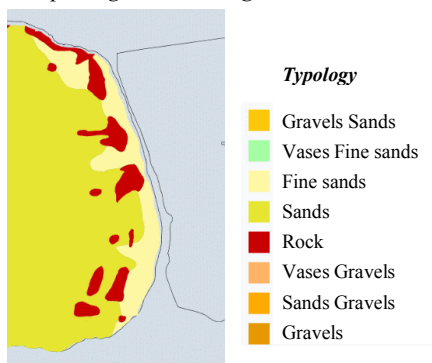 Typology
Gravels Sands
Vases Fine sands
Fine sands
Sands
Rock
Vases Gravels
Sands Gravels
Gravels